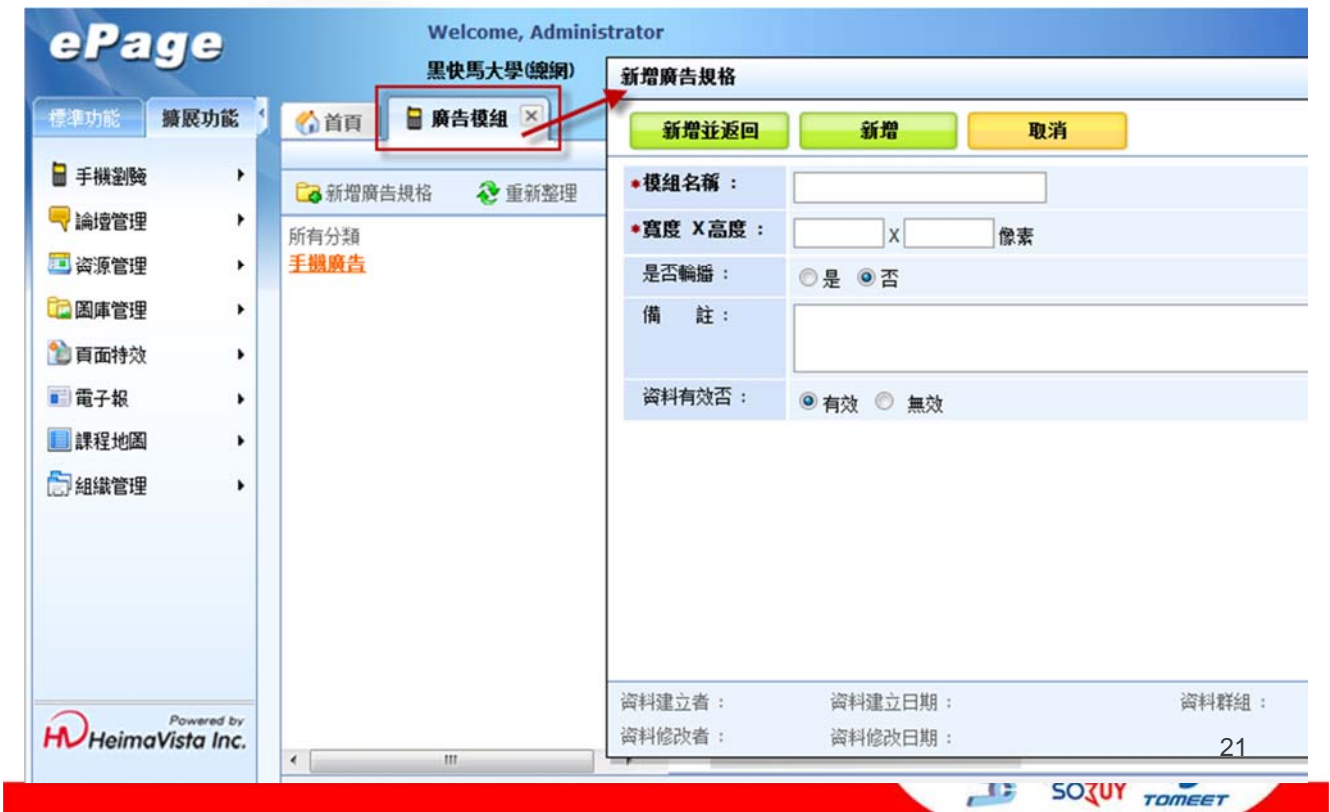 ePage
Welcome, Administrator
黑快馬大學(總網)
標準功能 擴展功能
首頁 廣告模組
手機瀏覽
論壇管理
資源管理
圖庫管理
頁面特效
電子報
課程地圖
組織管理
Powered by
HeimaVista Inc.
新增廣告規格 重新整理
所有分類
手機廣告
新增廣告規格
新增並返回 新增 取消
*模組名稱：
*寬度 X高度： X 像素
是否輪播： 是 否
備 註：
資料有效否： 有效 無效
資料建立者： 資料建立日期： 資料群組：
資料修改者： 資料修改日期：
21
TOMEET